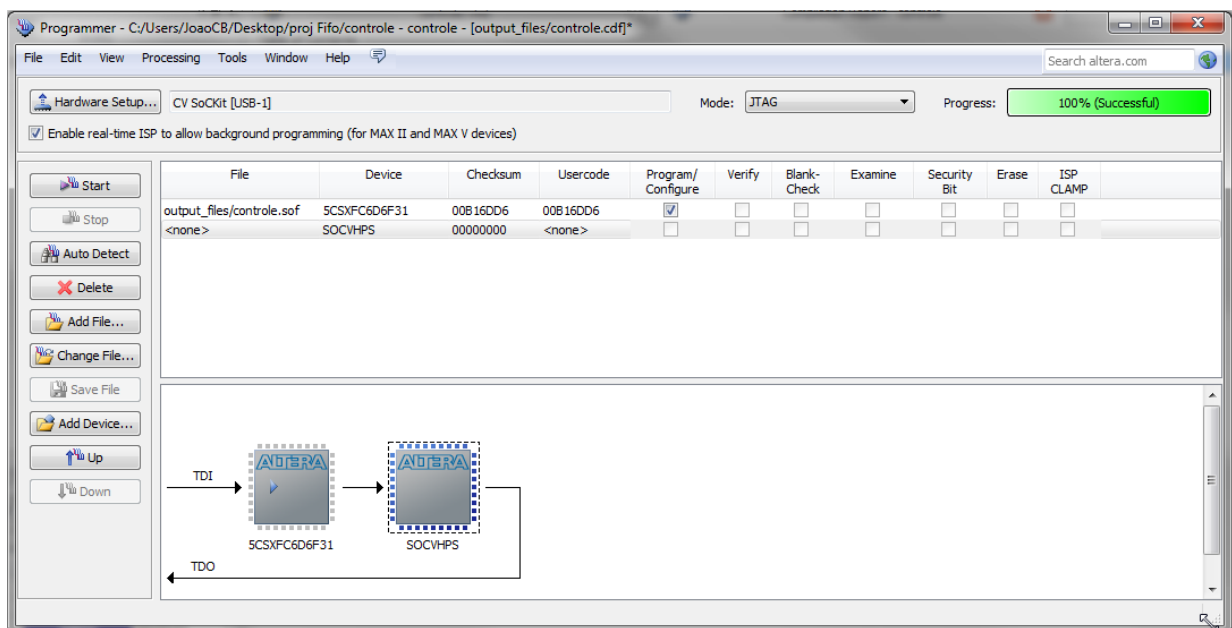 Programmer - C:/Users/JoaoCB/Desktop/proj Fifo/controle - controle - [output_files/controle.cdf]*
File Edit View Processing Tools Window Help
Search altera.com
Hardware Setup... CV SoCKit [USB-1] Mode: JTAG Progress: 100% (Successful)
Enable real-time ISP to allow background programming (for MAX II and MAX V devices)
Start
Stop
Auto Detect
Delete
Add File...
Change File...
Save File
Add Device...
Up
Down
File Device Checksum Usercode Program/ Configure Verify Blank- Check Examine Security Bit Erase ISP CLAMP
output_files/controle.sof 5CSXFC6D6F31 00B16DD6 00B16DD6
<none> SOCVHPS 00000000 <none>
TDI
ALTERA
ALTERA
5CSXFC6D6F31
SOCVHPS
TDO